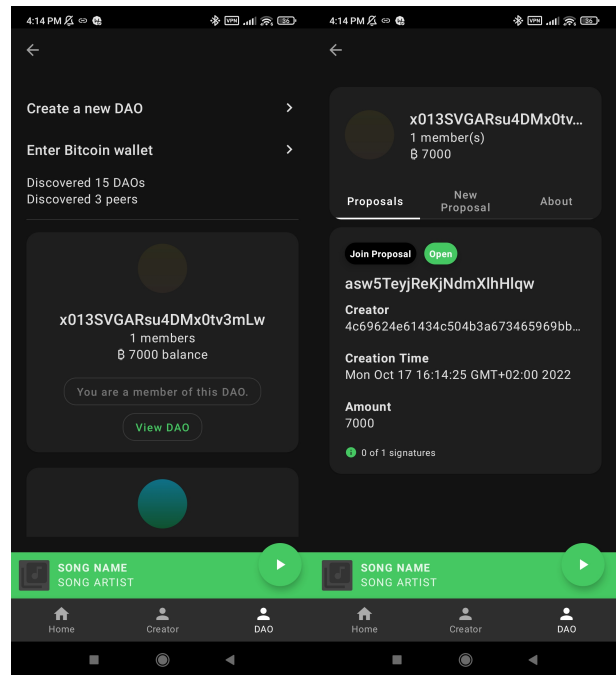 4:14 PM
VPN
36
Create a new DAO
Enter Bitcoin wallet
Discovered 15 DAOs
Discovered 3 peers
x013SVGARsu4DMx0tv3mLw
1 members
฿ 7000 balance
You are a member of this DAO.
View DAO
SONG NAME
SONG ARTIST
Home
Creator
DAO
4:14 PM
VPN
36
x013SVGARsu4DMx0tv...
1 member(s)
฿ 7000
Proposals
New
Proposal
About
Join Proposal
Open
asw5TeyjReKjNdmXlhHlqw
Creator
4c69624e61434c504b3a673465969bb...
Creation Time
Mon Oct 17 16:14:25 GMT+02:00 2022
Amount
7000
0 of 1 signatures
SONG NAME
SONG ARTIST
Home
Creator
DAO